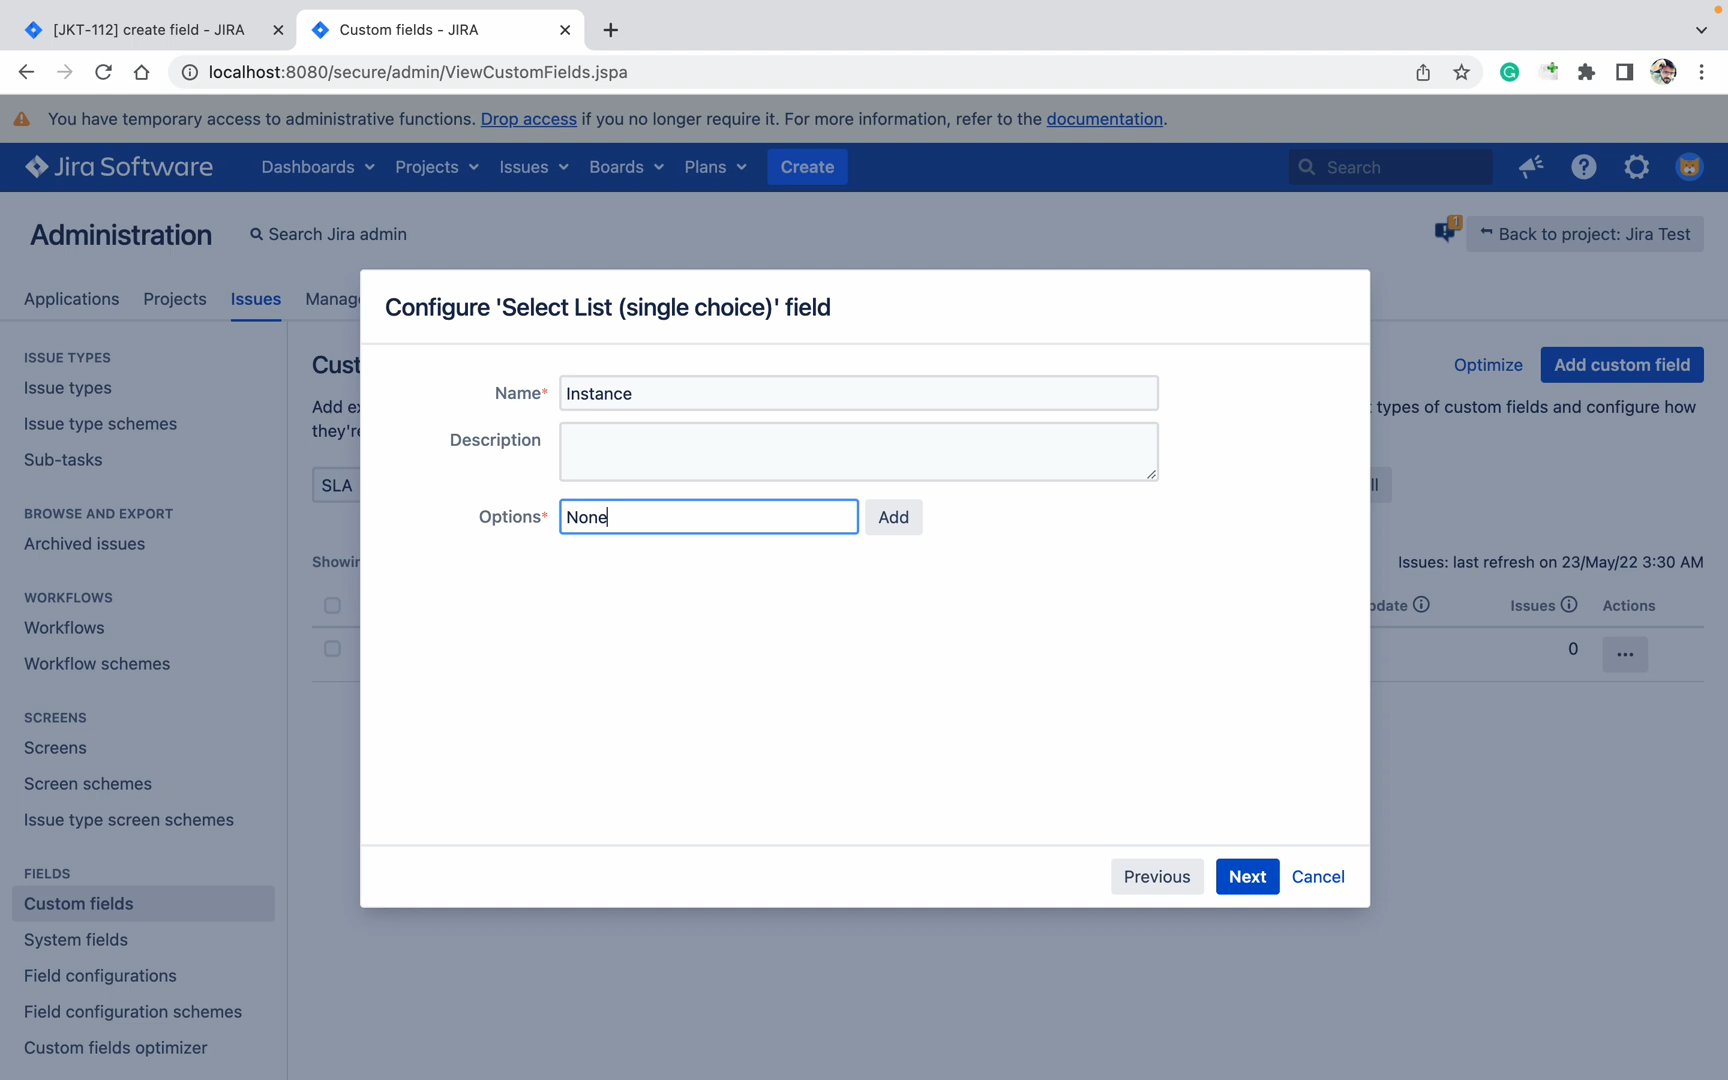 [JKT-112] create field - JIRA
Custom fields - JIRA
localhost:8080/secure/admin/ViewCustomFields.jspa
You have temporary access to administrative functions. Drop access if you no longer require it. For more information, refer to the documentation.
Jira Software Dashboards Projects Issues Boards Plans Create Search
Administration Search Jira admin 1 Back to project: Jira Test
Applications Projects Issues Manag
Configure 'Select List (single choice)' field
ISSUE TYPES
Issue types
Issue type schemes
Sub-tasks
BROWSE AND EXPORT
Archived issues
WORKFLOWS
Workflows
Workflow schemes
SCREENS
Screens
Screen schemes
Issue type screen schemes
FIELDS
Custom fields
System fields
Field configurations
Field configuration schemes
Custom fields optimizer
Cust
Optimize Add custom field
Add ex
types of custom fields and configure how
they're
SLA
ll
Showin
Issues: last refresh on 23/May/22 3:30 AM
pdate Issues Actions
0
Name* Instance
Description
Options* None Add
Previous Next Cancel